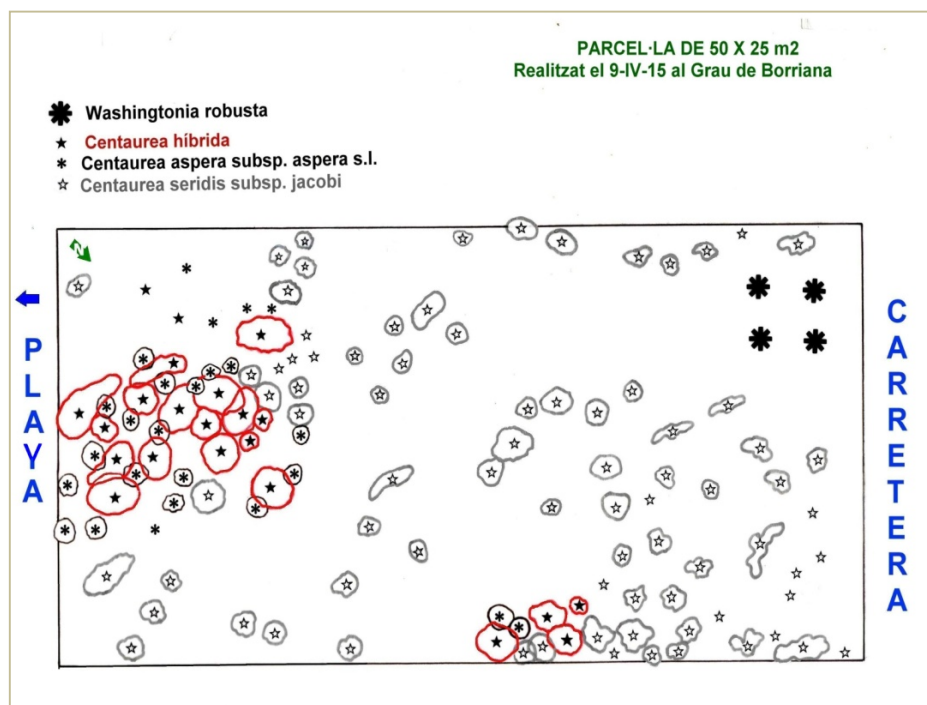 PARCEL·LA DE 50 X 25 m2
Realitzat el 9-IV-15 al Grau de Borriana
Washingtonia robusta
Centaurea híbrida
Centaurea aspera subsp. aspera s.l.
Centaurea seridis subsp. jacobi
N
PLAYA
CARRETERA